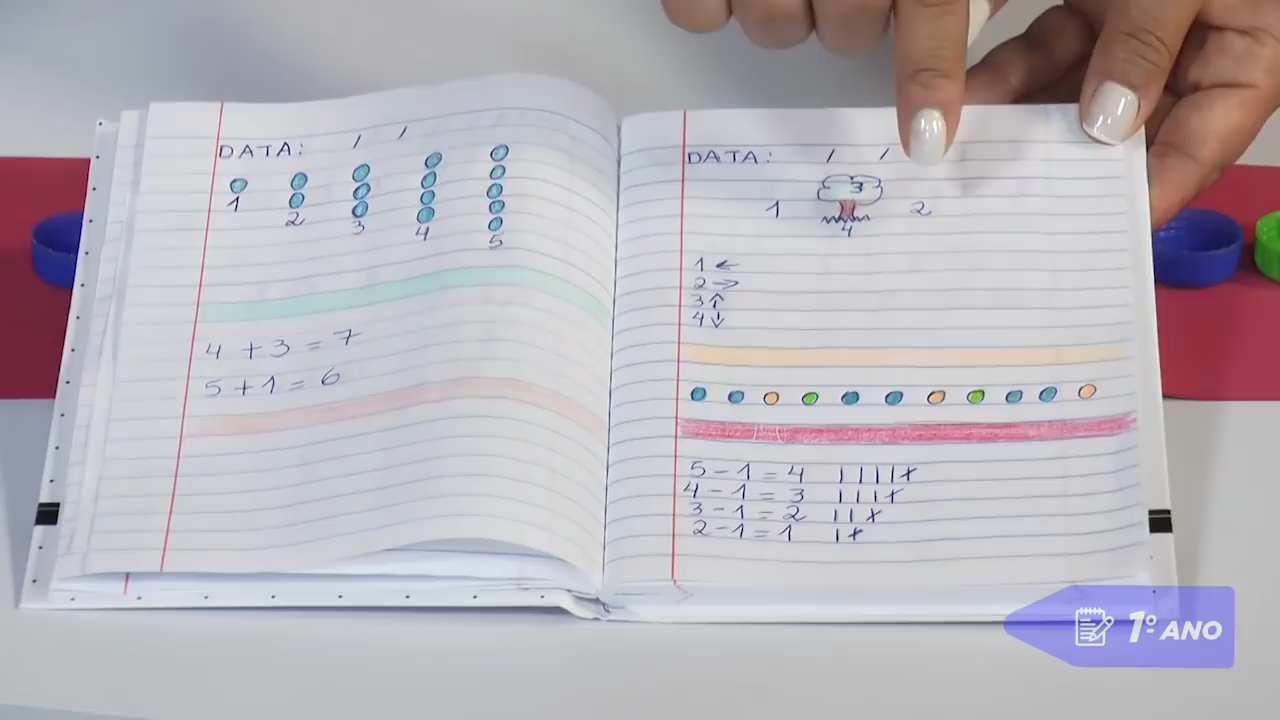 DATA: / /
1 2 3 4 5
4 + 3 = 7
5 + 1 = 6
DATA: / /
3
1 2
4
1 ←
2 →
3 ↑
4 ↓
5 - 1 = 4
4 - 1 = 3
3 - 1 = 2
2 - 1 = 1
1º ANO